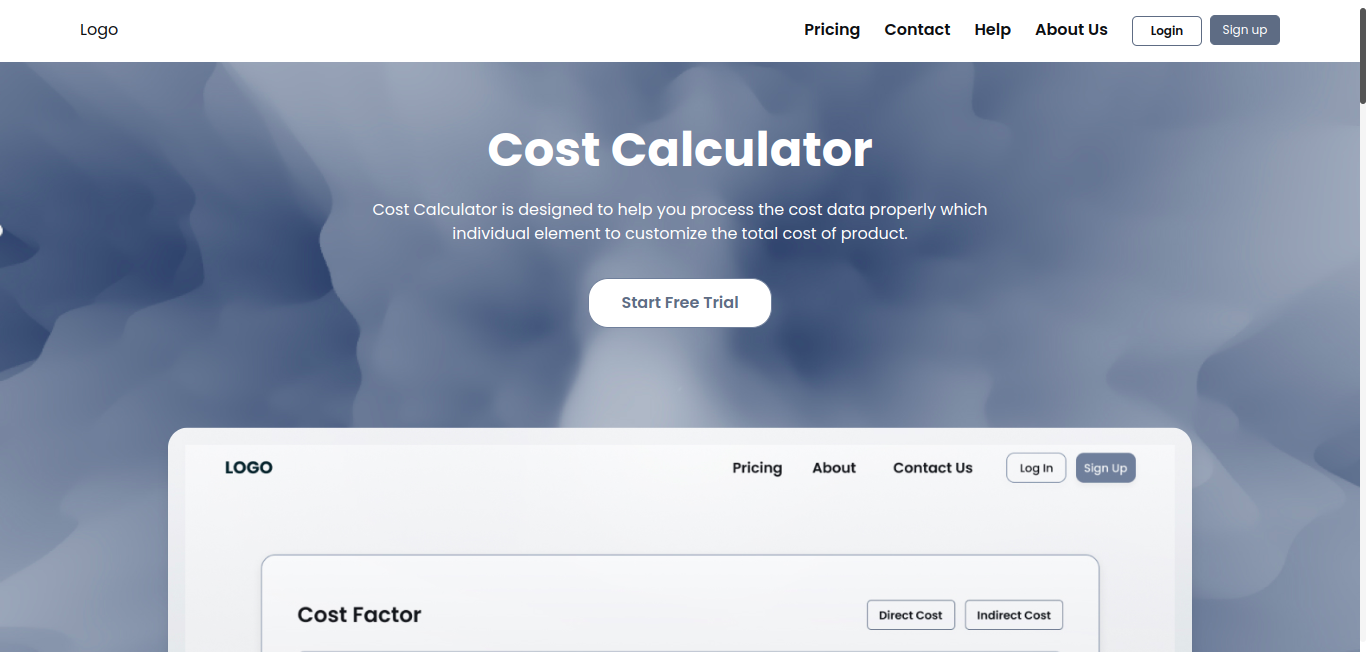 Logo
Pricing Contact Help About Us Login Sign up
Cost Calculator
Cost Calculator is designed to help you process the cost data properly which
individual element to customize the total cost of product.
Start Free Trial
LOGO
Pricing About Contact Us Log In Sign Up
Cost Factor
Direct Cost Indirect Cost